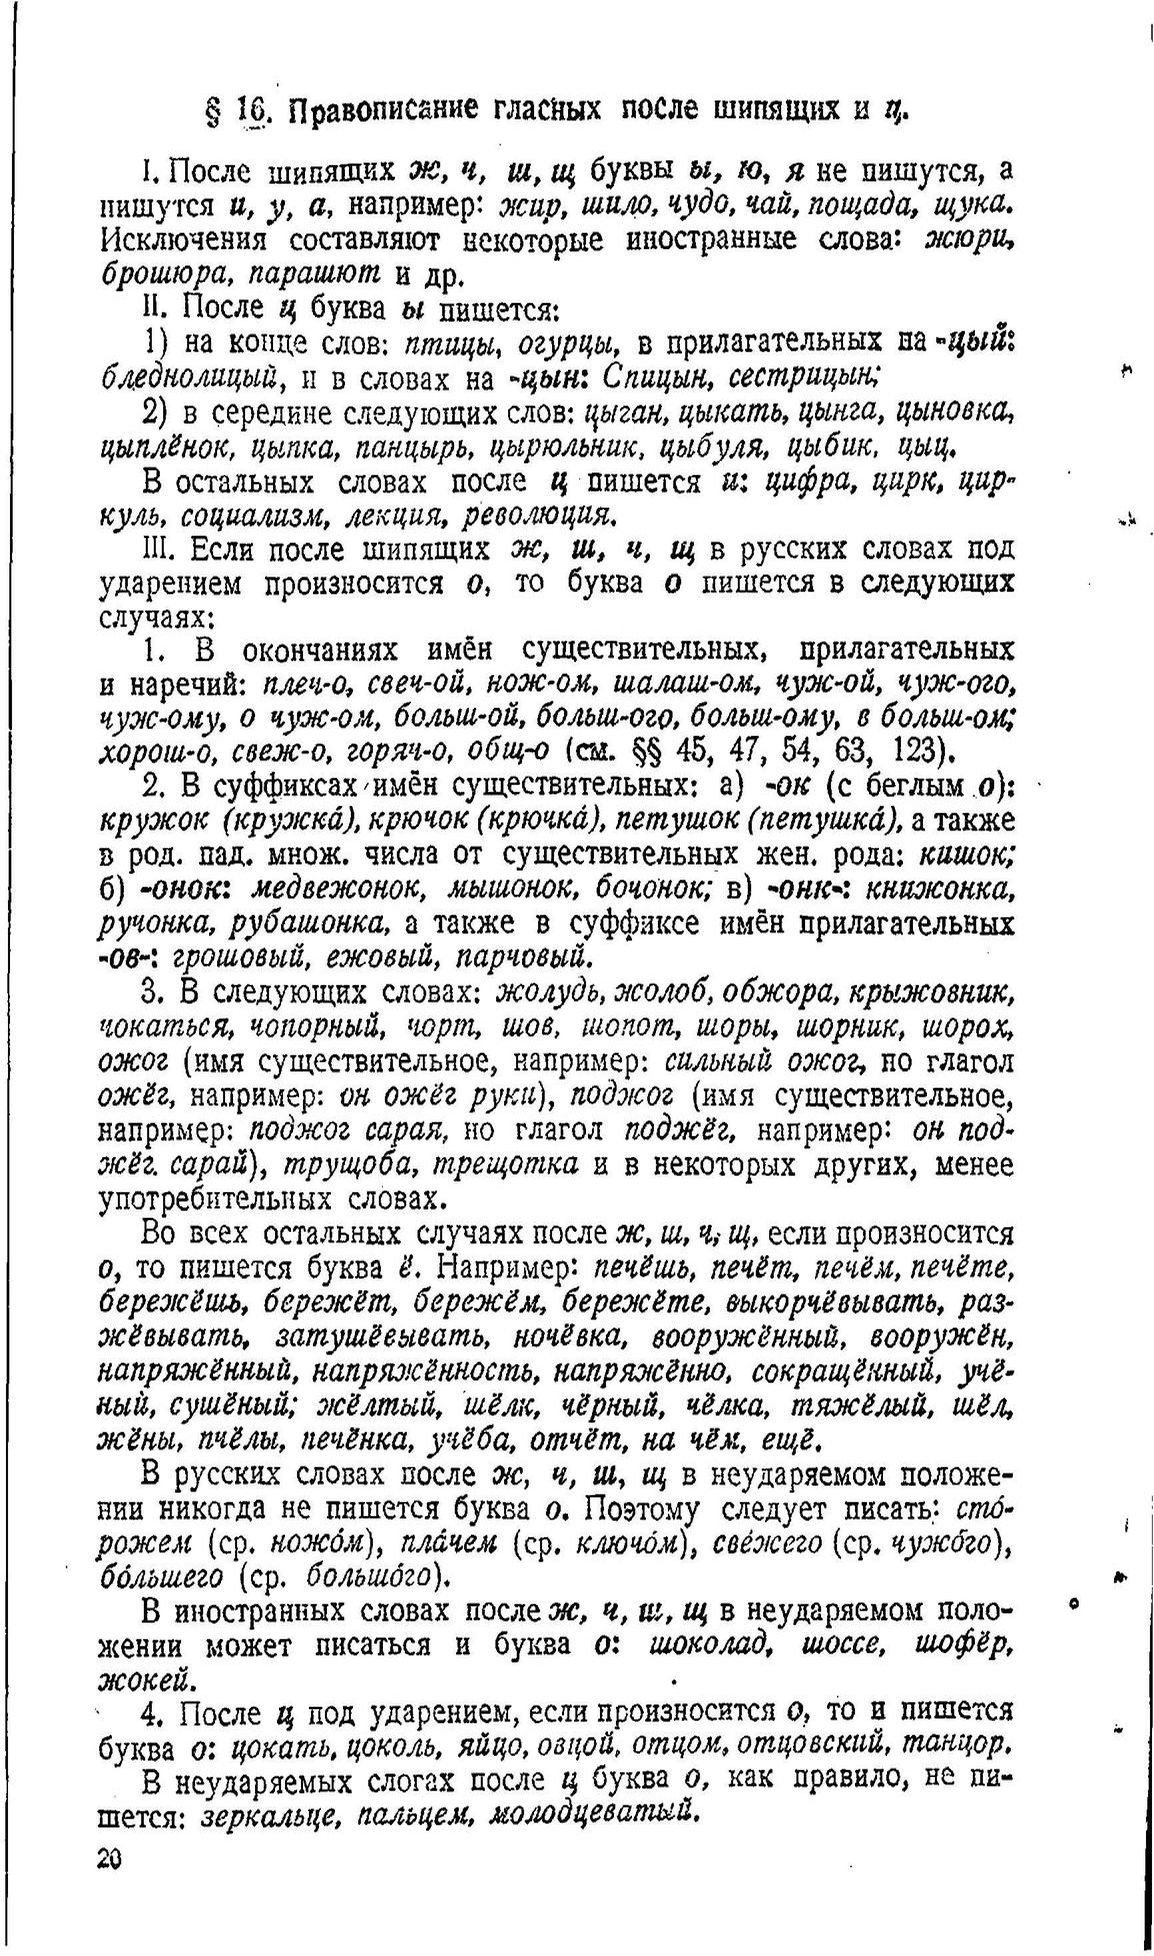 § 16. Правописание гласных после шипящих и ц.
I. После шипящих ж, ч, ш, щ буквы ы, ю, я не пишутся, а
пишутся и, у, а, например: жир, шило, чудо, чай, пощада, щука.
Исключения составляют некоторые иностранные слова: жюри,
брошюра, парашют и др.
II. После ц буква ы пишется:
1) на конце слов: птицы, огурцы, в прилагательных на -цый:
бледнолицый, и в словах на -цын: Спицын, сестрицын;
2) в середине следующих слов: цыган, цыкать, цынга, цыновка,
цыплёнок, цыпка, панцырь, цырюльник, цыбуля, цыбик, цыц.
В остальных словах после ц пишется и: цифра, цирк, цир-
куль, социализм, лекция, революция.
III. Если после шипящих ж, ш, ч, щ в русских словах под
ударением произносится о, то буква о пишется в следующих
случаях:
1. В окончаниях имён существительных, прилагательных
и наречий: плеч-о, свеч-ой, нож-ом, шалаш-ом, чуж-ой, чуж-ого,
чуж-ому, о чуж-ом, больш-ой, больш-ого, больш-ому, в больш-ом;
хорош-о, свеж-о, горяч-о, общ-о (см. §§ 45, 47, 54, 63, 123).
2. В суффиксах имён существительных: а) -ок (с беглым о):
кружок (кружка́), крючок (крючка́), петушок (петушка́), а также
в род. пад. множ. числа от существительных жен. рода: кишок;
б) -онок: медвежонок, мышонок, бочонок; в) -онк-: книжонка,
ручонка, рубашонка, а также в суффиксе имён прилагательных
-ов-: грошовый, ежовый, парчовый.
3. В следующих словах: жолудь, жолоб, обжора, крыжовник,
чокаться, чопорный, чорт, шов, шопот, шоры, шорник, шорох,
ожог (имя существительное, например: сильный ожог, но глагол
ожёг, например: он ожёг руки), поджог (имя существительное,
например: поджог сарая, но глагол поджёг, например: он под-
жёг. сарай), трущоба, трещотка и в некоторых других, менее
употребительных словах.
Во всех остальных случаях после ж, ш, ч, щ, если произносится
о, то пишется буква ё. Например: печёшь, печёт, печём, печёте,
бережёшь, бережёт, бережём, бережёте, выкорчёвывать, раз-
жёвывать, затушёвывать, ночёвка, вооружённый, вооружён,
напряжённый, напряжённость, напряжённо, сокращённый, учё-
ный, сушёный; жёлтый, шёлк, чёрный, чёлка, тяжёлый, шёл,
жёны, пчёлы, печёнка, учёба, отчёт, на чём, ещё.
В русских словах после ж, ч, ш, щ в неударяемом положе-
нии никогда не пишется буква о. Поэтому следует писать: сто́-
рожем (ср. ножо́м), пла́чем (ср. ключо́м), све́жего (ср. чужо́го),
бо́льшего (ср. большо́го).
В иностранных словах после ж, ч, ш, щ в неударяемом поло-
жении может писаться и буква о: шоколад, шоссе, шофёр,
жокей.
4. После ц под ударением, если произносится о, то и пишется
буква о: цокать, цоколь, яйцо, овцой, отцом, отцовский, танцор.
В неударяемых слогах после ц буква о, как правило, не пи-
шется: зеркальце, пальцем, молодцеватый.
20